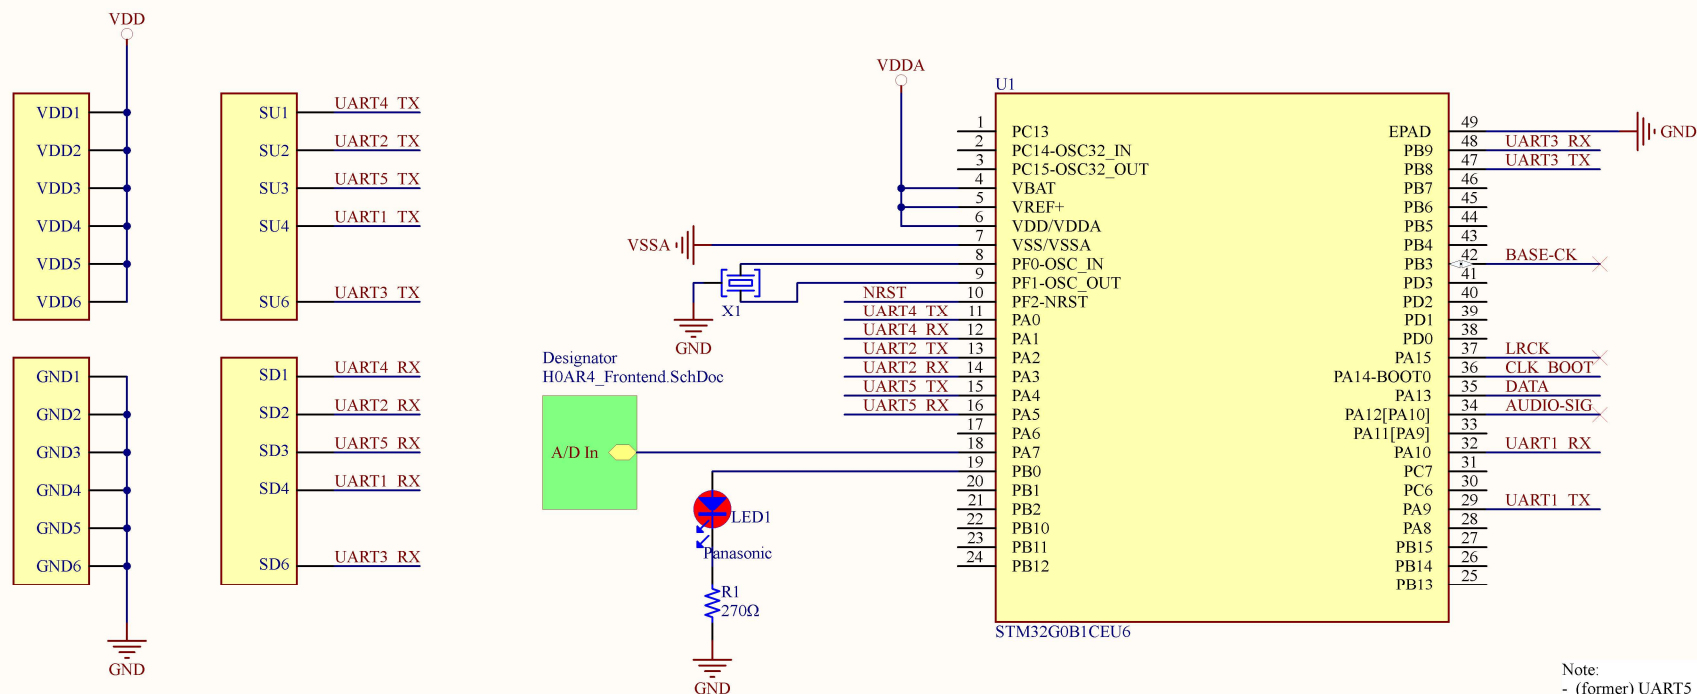 VDD
VDD1
VDD2
VDD3
VDD4
VDD5
VDD6
GND1
GND2
GND3
GND4
GND5
GND6
GND
SU1 UART4_TX
SU2 UART2_TX
SU3 UART5_TX
SU4 UART1_TX
SU6 UART3_TX
SD1 UART4_RX
SD2 UART2_RX
SD3 UART5_RX
SD4 UART1_RX
SD6 UART3_RX
Designator
H0AR4_Frontend.SchDoc
A/D In
VDDA
VSSA
X1
GND
LED1
Panasonic
R1
270Ω
GND
U1
1 PC13
2 PC14-OSC32_IN
3 PC15-OSC32_OUT
4 VBAT
5 VREF+
6 VDD/VDDA
7 VSS/VSSA
8 PF0-OSC_IN
9 PF1-OSC_OUT
NRST 10 PF2-NRST
UART4_TX 11 PA0
UART4_RX 12 PA1
UART2_TX 13 PA2
UART2_RX 14 PA3
UART5_TX 15 PA4
UART5_RX 16 PA5
17 PA6
18 PA7
19 PB0
20 PB1
21 PB2
22 PB10
23 PB11
24 PB12
EPAD 49 GND
PB9 48 UART3_RX
PB8 47 UART3_TX
PB7 46
PB6 45
PB5 44
PB4 43
PB3 42 BASE-CK
PD3 41
PD2 40
PD1 39
PD0 38
PA15 37 LRCK
PA14-BOOT0 36 CLK_BOOT
PA13 35 DATA
PA12[PA10] 34 AUDIO-SIG
PA11[PA9] 33
PA10 32 UART1_RX
PC7 31
PC6 30
PA9 29 UART1_TX
PA8 28
PB15 27
PB14 26
PB13 25
STM32G0B1CEU6
Note:
- (former) UART5